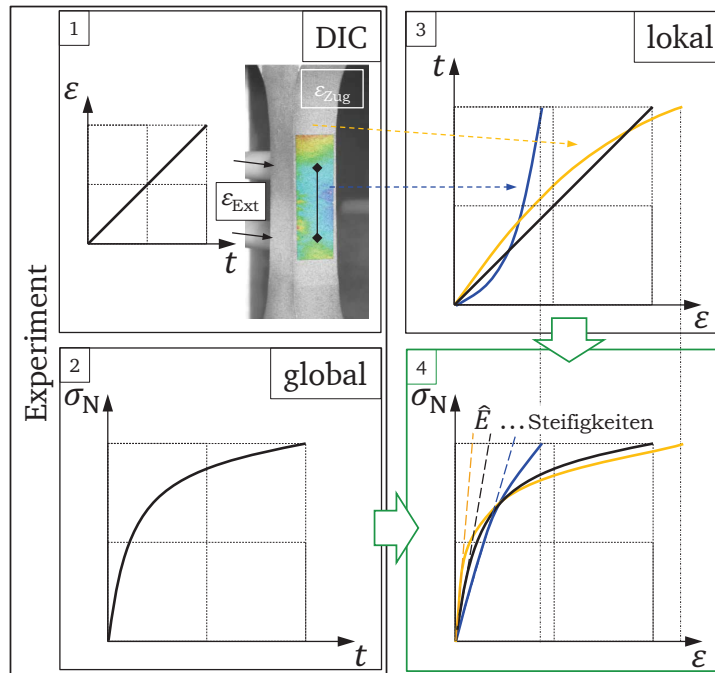 Experiment
1
DIC
ε
t
ε_Zug
ε_Ext
2
global
σ_N
t
3
lokal
t
ε
4
σ_N
Ê ... Steifigkeiten
ε